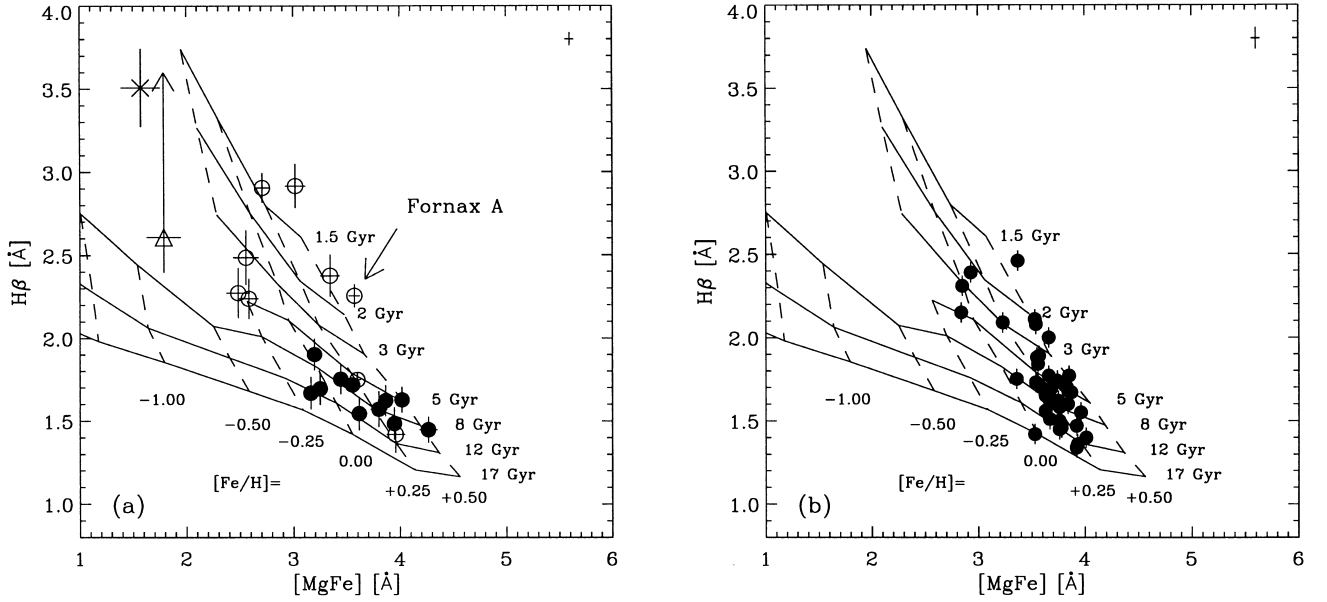 4.0
3.5
3.0
2.5
2.0
1.5
1.0
Hβ [Å]
Fornax A
1.5 Gyr
2 Gyr
3 Gyr
5 Gyr
8 Gyr
12 Gyr
17 Gyr
−1.00
−0.50
−0.25
0.00
+0.25
+0.50
[Fe/H]=
(a)
1 2 3 4 5 6
[MgFe] [Å]
4.0
3.5
3.0
2.5
2.0
1.5
1.0
Hβ [Å]
1.5 Gyr
2 Gyr
3 Gyr
5 Gyr
8 Gyr
12 Gyr
17 Gyr
−1.00
−0.50
−0.25
0.00
+0.25
+0.50
[Fe/H]=
(b)
1 2 3 4 5 6
[MgFe] [Å]